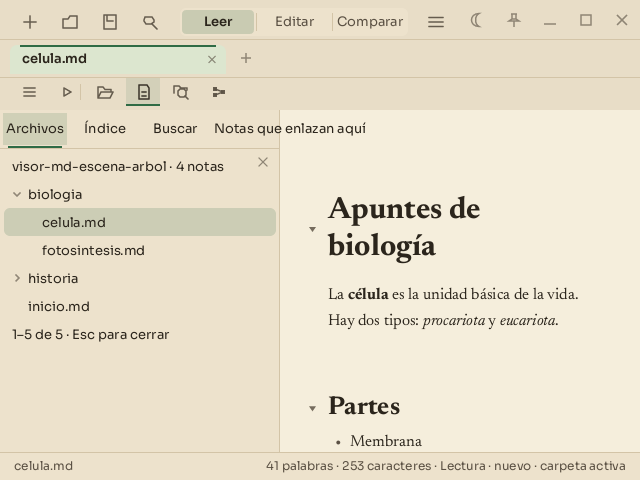 Leer Editar Comparar
celula.md
Archivos Índice Buscar Notas que enlazan aquí
visor-md-escena-arbol · 4 notas
biologia
celula.md
fotosintesis.md
historia
inicio.md
1–5 de 5 · Esc para cerrar
Apuntes de
biología
La célula es la unidad básica de la vida.
Hay dos tipos: procariota y eucariota.
Partes
• Membrana
celula.md
41 palabras · 253 caracteres · Lectura · nuevo · carpeta activa